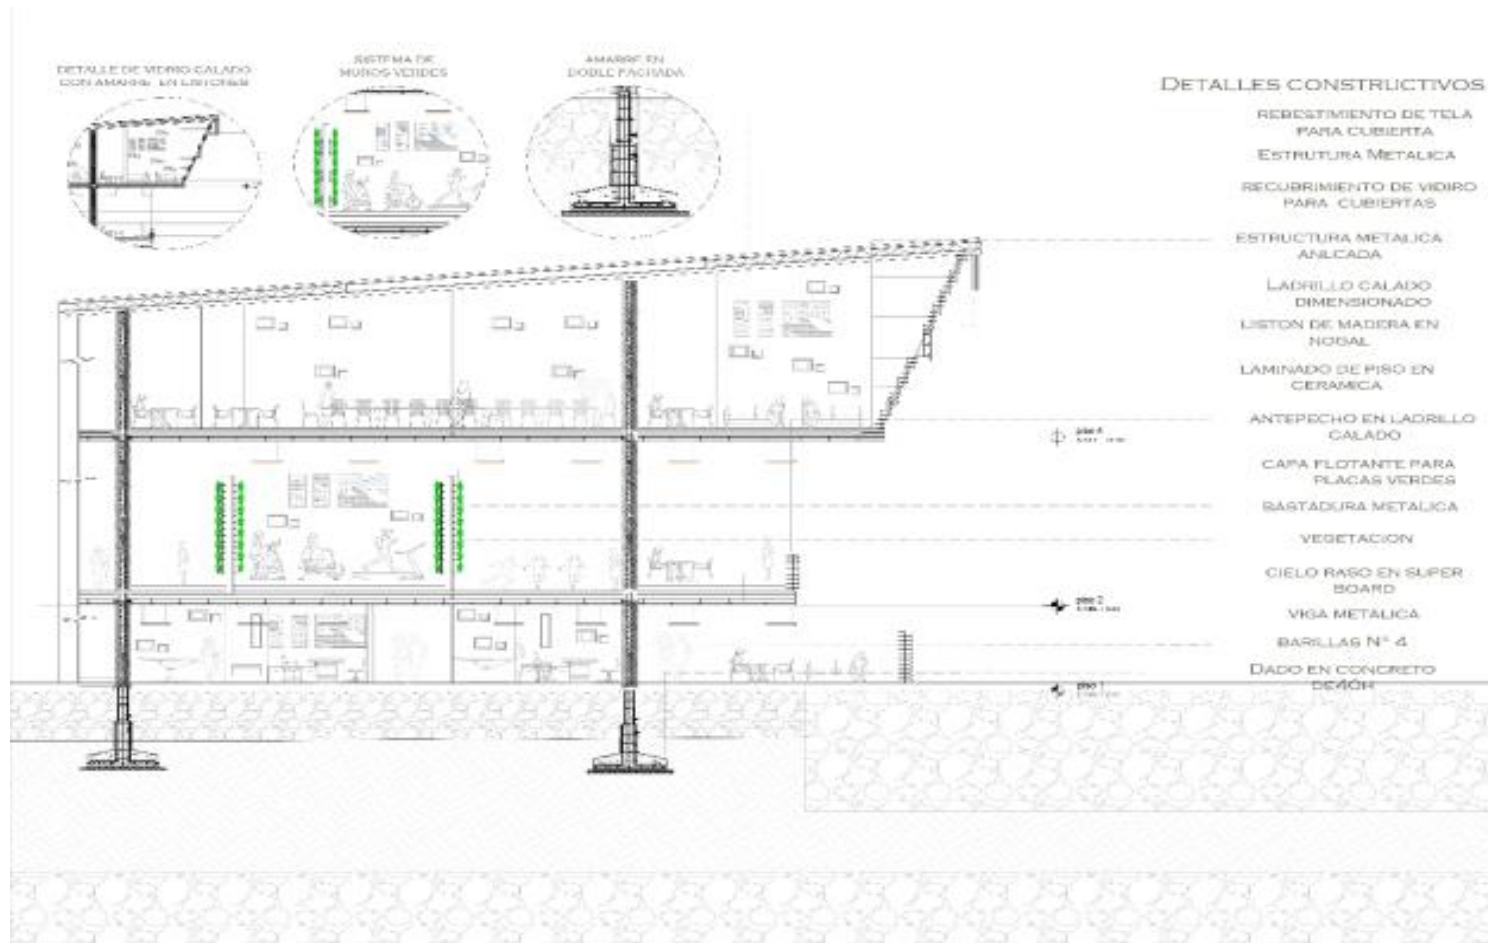 DETALLE DE VIDRIO CALADO
CON AMARRE EN LISTONES
SISTEMA DE
MUROS VERDES
AMARRE EN
DOBLE FACHADA
DETALLES CONSTRUCTIVOS
REBESTIMIENTO DE TELA
PARA CUBIERTA
ESTRUTURA METALICA
RECUBRIMIENTO DE VIDIRO
PARA CUBIERTAS
ESTRUCTURA METALICA
ANLCADA
LADRILLO CALADO
DIMENSIONADO
LISTON DE MADERA EN
NOGAL
LAMINADO DE PISO EN
CERAMICA
ANTEPECHO EN LADRILLO
CALADO
CAPA FLOTANTE PARA
PLACAS VERDES
BASTADURA METALICA
VEGETACION
CIELO RASO EN SUPER
BOARD
VIGA METALICA
BARILLAS N° 4
DADO EN CONCRETO
DE40H
piso 2